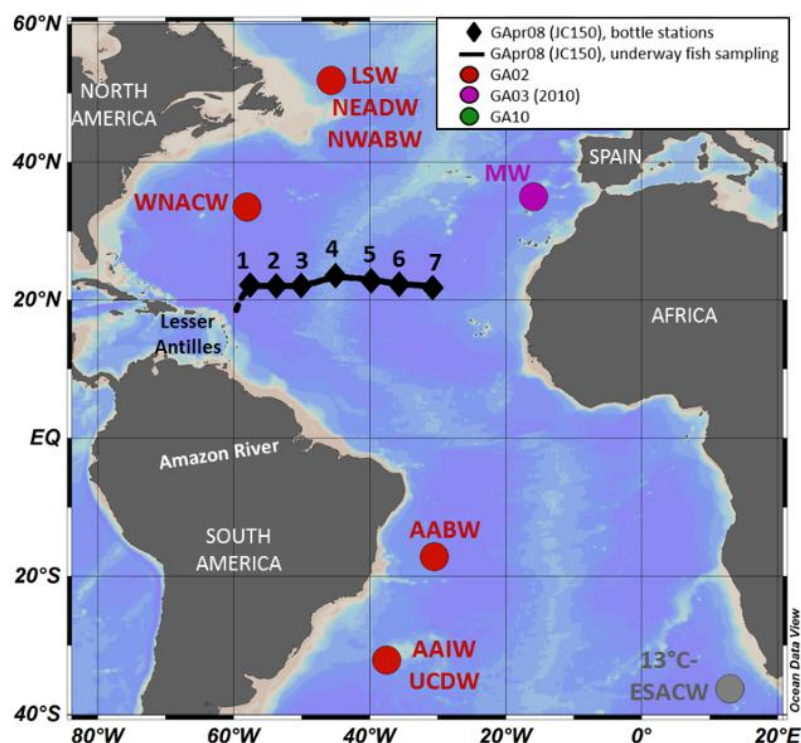 60°N
40°N
20°N
EQ
20°S
40°S
80°W
60°W
40°W
20°W
0°
20°E
GApr08 (JC150), bottle stations
GApr08 (JC150), underway fish sampling
GA02
GA03 (2010)
GA10
NORTH
AMERICA
LSW
NEADW
NWABW
SPAIN
MW
WNACW
1 2 3 4 5 6 7
Lesser
Antilles
AFRICA
Amazon River
SOUTH
AMERICA
AABW
AAIW
UCDW
13°C-
ESACW
Ocean Data View